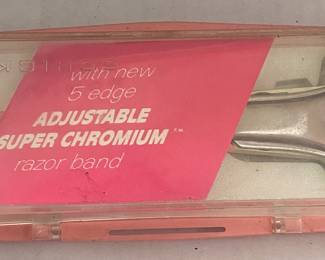 with new
5 edge
ADJUSTABLE
SUPER CHROMIUM™
razor band